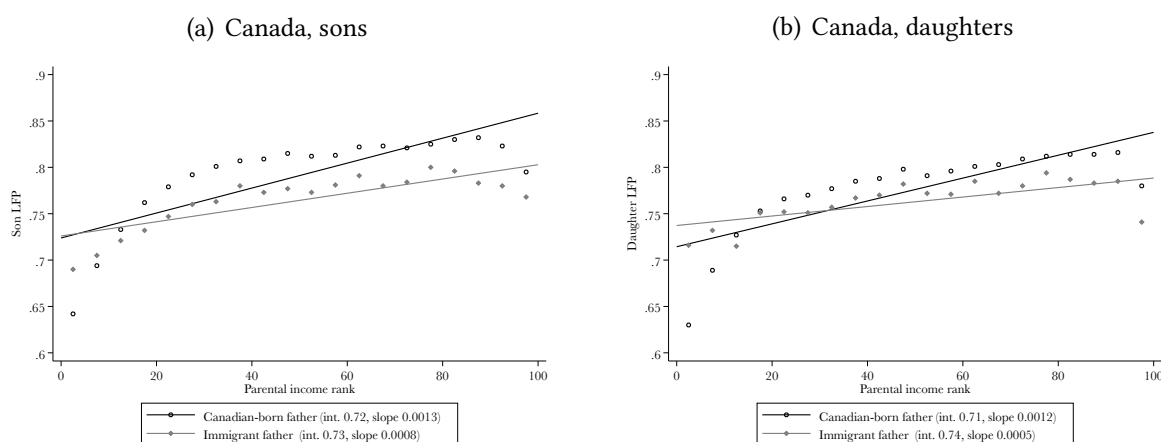 (a) Canada, sons
.9
.85
.8
.75
.7
.65
.6
Son LFP
0 20 40 60 80 100
Parental income rank
Canadian-born father (int. 0.72, slope 0.0013)
Immigrant father (int. 0.73, slope 0.0008)
(b) Canada, daughters
.9
.85
.8
.75
.7
.65
.6
Daughter LFP
0 20 40 60 80 100
Parental income rank
Canadian-born father (int. 0.71, slope 0.0012)
Immigrant father (int. 0.74, slope 0.0005)